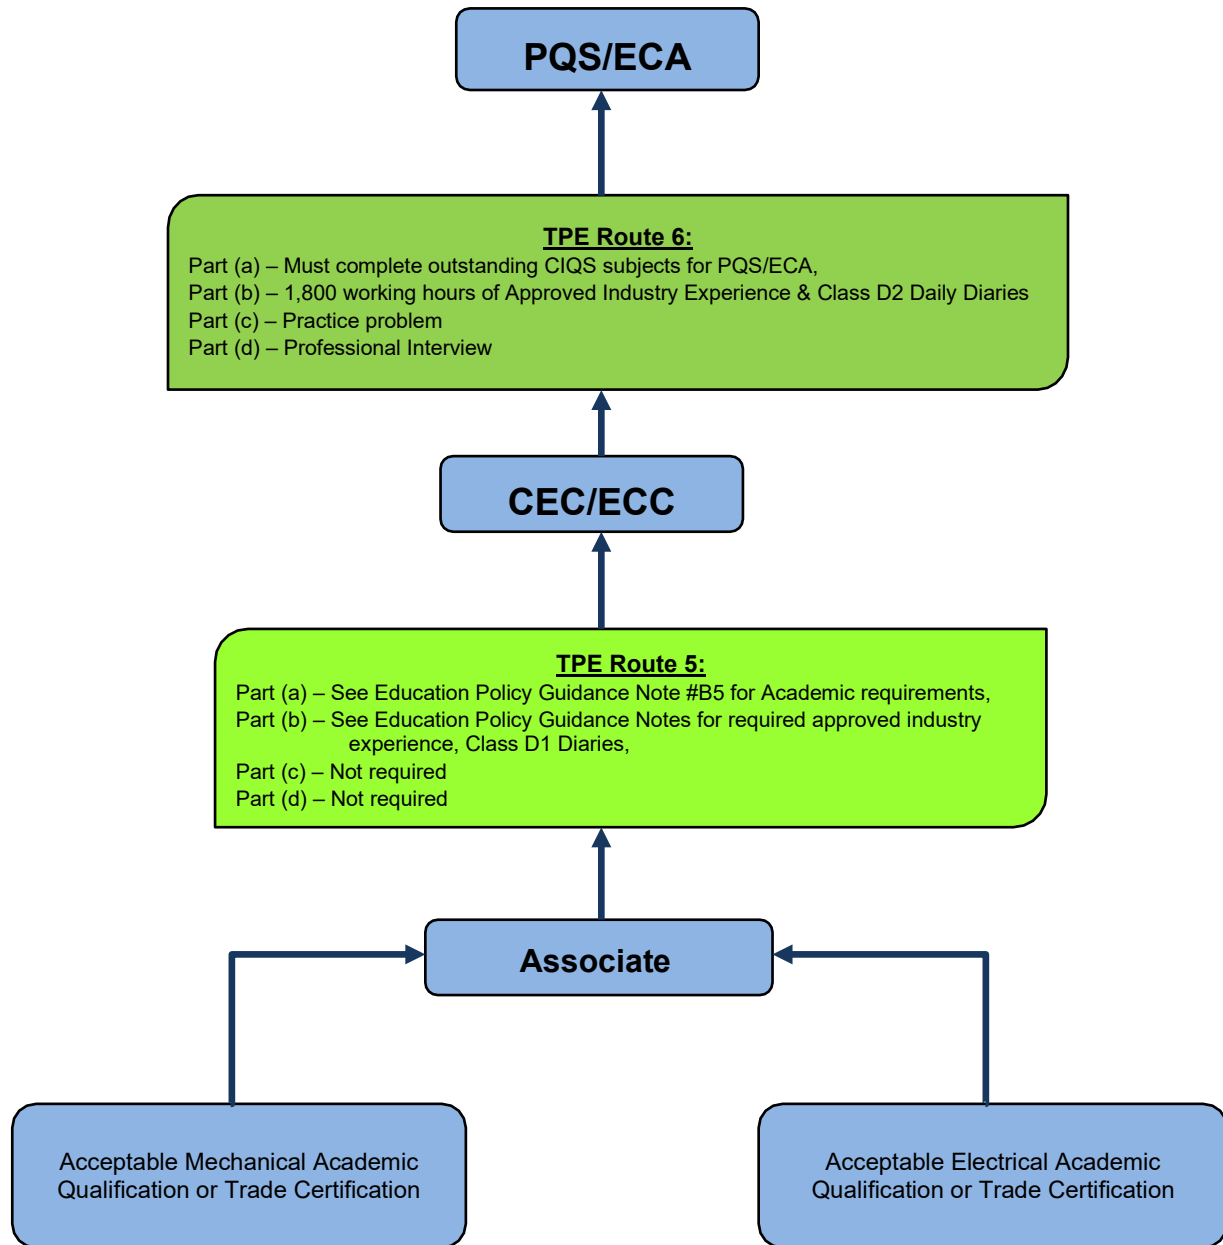 PQS/ECA
TPE Route 6:
Part (a) – Must complete outstanding CIQS subjects for PQS/ECA,
Part (b) – 1,800 working hours of Approved Industry Experience & Class D2 Daily Diaries
Part (c) – Practice problem
Part (d) – Professional Interview
CEC/ECC
TPE Route 5:
Part (a) – See Education Policy Guidance Note #B5 for Academic requirements,
Part (b) – See Education Policy Guidance Notes for required approved industry
experience, Class D1 Diaries,
Part (c) – Not required
Part (d) – Not required
Associate
Acceptable Mechanical Academic
Qualification or Trade Certification
Acceptable Electrical Academic
Qualification or Trade Certification